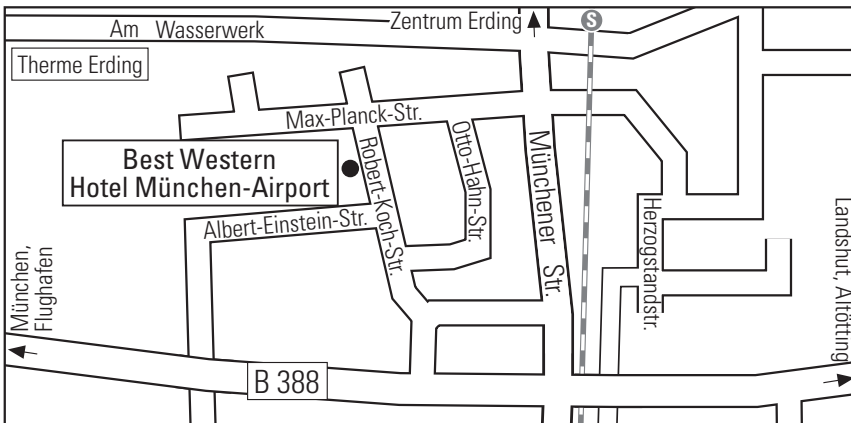 Zentrum Erding
S
Am Wasserwerk
Therme Erding
Max-Planck-Str.
Best Western
Hotel München-Airport
Robert-Koch-Str.
Otto-Hahn-Str.
Münchener Str.
Albert-Einstein-Str.
Herzogstandstr.
München,
Flughafen
Landshut, Altötting
B 388